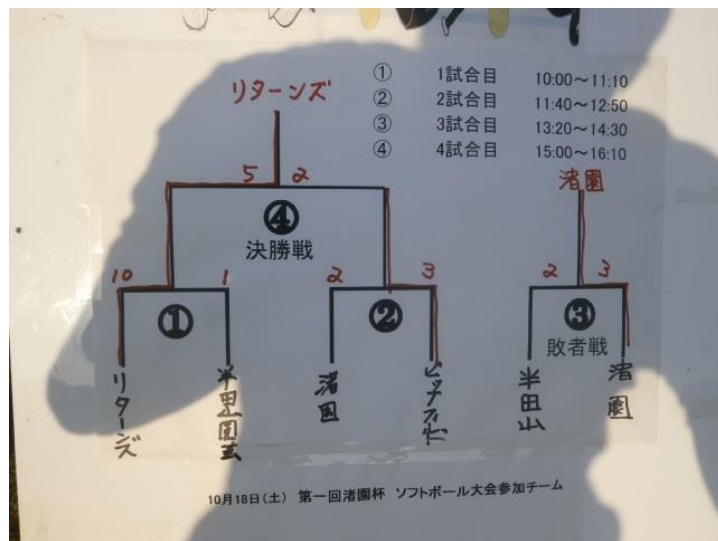 ① 1試合目 10:00～11:10
② 2試合目 11:40～12:50
③ 3試合目 13:20～14:30
④ 4試合目 15:00～16:10
リターンズ
渚園
5 2
④
決勝戦
10 1 2 3 2 3
① ② ③
敗者戦
リターンズ
渚園
半田山
渚園
10月18日(土) 第一回渚園杯 ソフトボール大会参加チーム